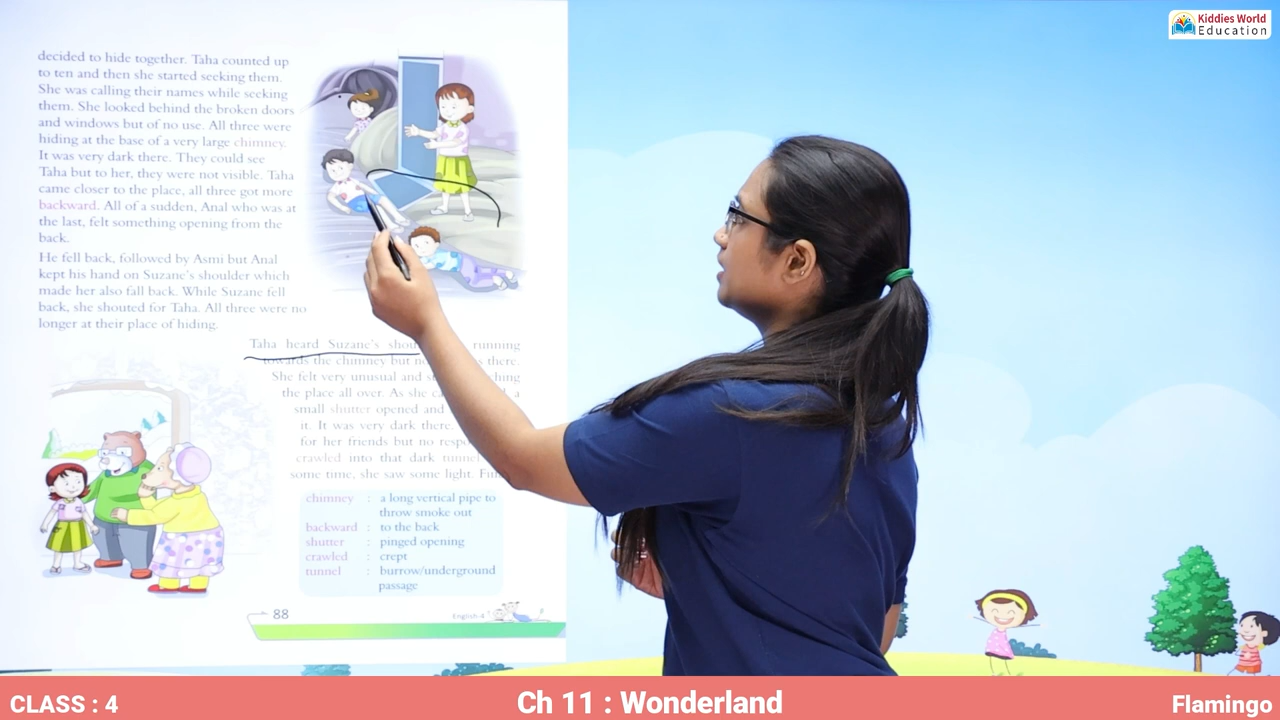 Kiddies World
Education
decided to hide together. Taha counted up
to ten and then she started seeking them.
She was calling their names while seeking
them. She looked behind the broken doors
and windows but of no use. All three were
hiding at the base of a very large chimney.
It was very dark there. They could see
Taha but to her, they were not visible. Taha
came closer to the place, all three got more
backward. All of a sudden, Anal who was at
the last, felt something opening from the
back.
He fell back, followed by Asmi but Anal
kept his hand on Suzane's shoulder which
made her also fall back. While Suzane fell
back, she shouted for Taha. All three were no
longer at their place of hiding.
Taha heard Suzane's running
towards the chimney but there.
She felt very unusual and
the place all over. As she a
small shutter opened and
it. It was very dark there.
for her friends but no
crawled into that dark tunnel
some time, she saw some light.
chimney : a long vertical pipe to
throw smoke out
backward : to the back
shutter : pinged opening
crawled : crept
tunnel : burrow/underground
passage
88
English-4
CLASS : 4
Ch 11 : Wonderland
Flamingo